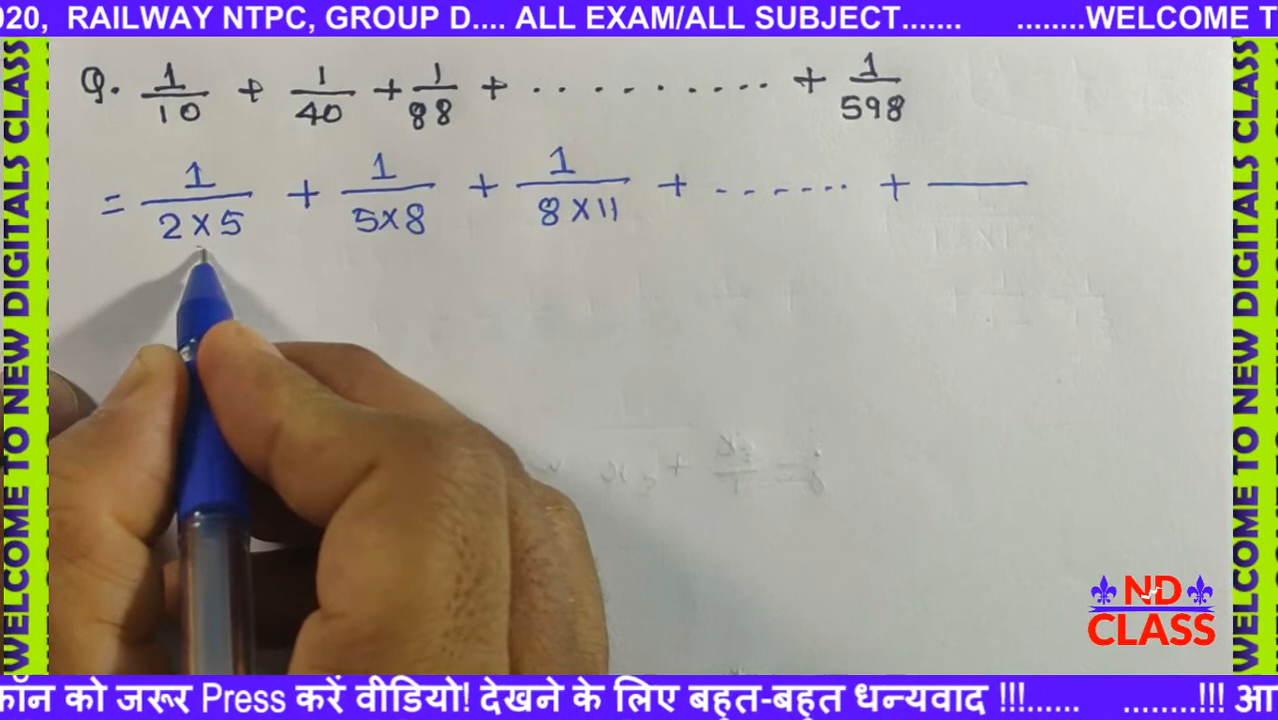 020, RAILWAY NTPC, GROUP D.... ALL EXAM/ALL SUBJECT....... ........WELCOME T
WELCOME TO NEW DIGITALS CLASS
Q. 1/10 + 1/40 + 1/88 + .......... + 1/598
= 1/2×5 + 1/5×8 + 1/8×11 + ------- + —
ND
CLASS
WELCOME TO NEW DIGITALS CLASS
को जरूर Press करें वीडियो! देखने के लिए बहुत-बहुत धन्यवाद !!!...... ........!!! आ